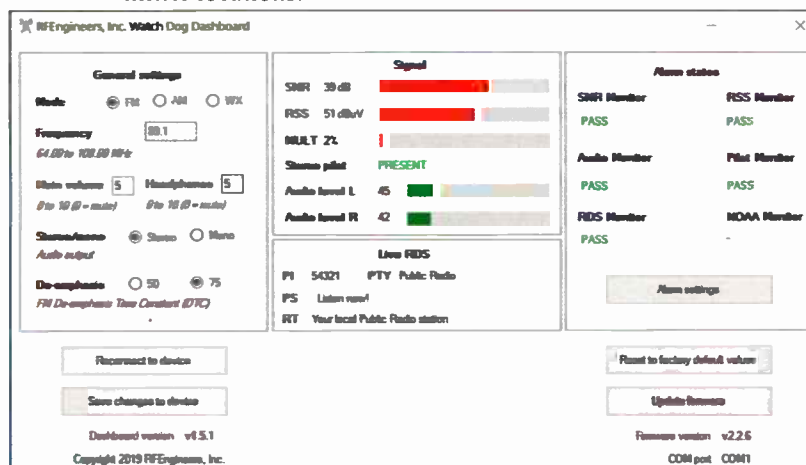 RFEngineers, Inc. Watch Dog Dashboard
General settings
Mode FM AM WX
Frequency 89.1
64.00 to 108.00 MHz
Main volume 5 Headphones 5
0 to 10 (0 = mute) 0 to 10 (0 = mute)
Stereo/mono Stereo Mono
Audio output
De-emphasis 50 75
FM De-emphasis Time Constant (DTC)
Signal
SNR 39 dB
RSS 51 dBuV
MULT 2%
Stereo pilot PRESENT
Audio level L 45
Audio level R 42
Live RDS
PI 54321 PTY Public Radio
PS Listen now!
RT Your local Public Radio station
Alarm states
SNR Monitor RSS Monitor
PASS PASS
Audio Monitor Pilot Monitor
PASS PASS
RDS Monitor NOAA Monitor
PASS -
Alarm settings
Reconnect to device
Save changes to device
Dashboard version v1.5.1
Copyright 2019 RFEngineers, Inc.
Reset to factory default values
Update firmware
Firmware version v2.2.6
COM port COM1